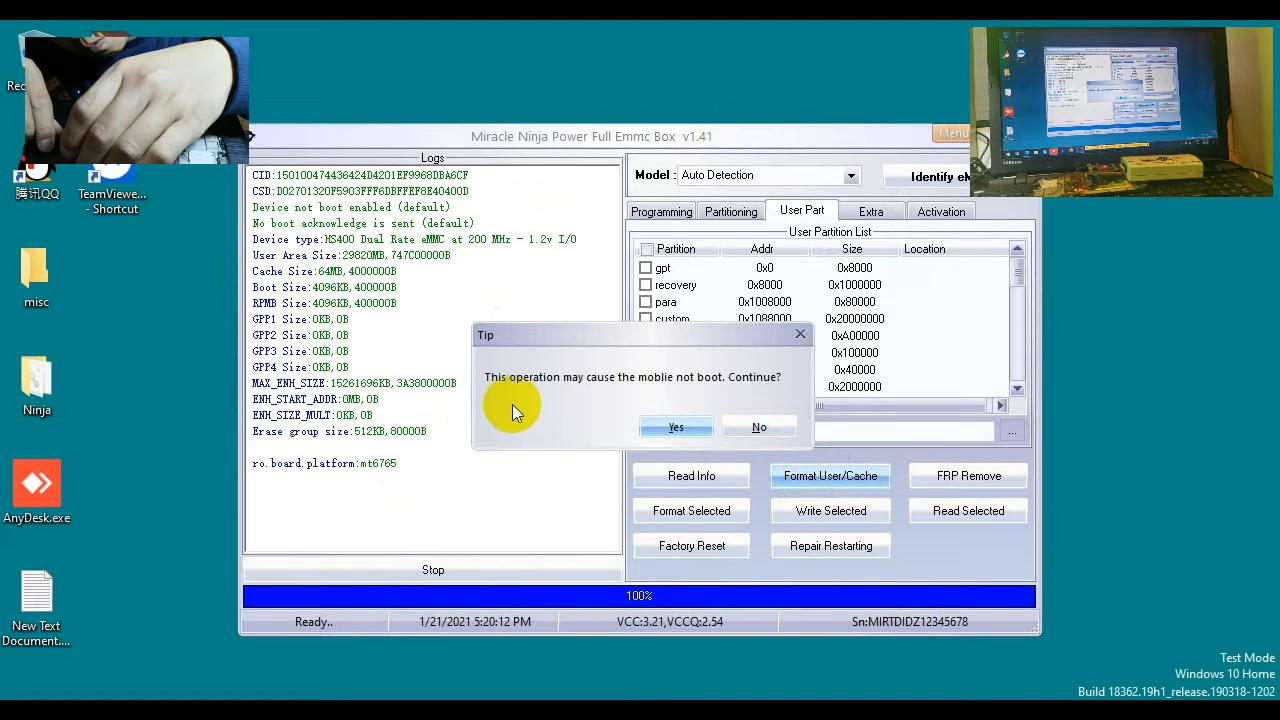 Rec
腾讯QQ
TeamViewe...
- Shortcut
misc
Ninja
AnyDesk.exe
New Text
Document....
Miracle Ninja Power Full Emmc Box v1.41
Menu
Logs
CID:150100474436424D4201EF9968DBA6CF
CSD:D02701320F5903FFF6DBFFEF8E40400D
Device not boot enabled (default)
No boot acknowledge is sent (default)
Device type:HS400 Dual Rate eMMC at 200 MHz - 1.2v I/O
User Area Size:29820MB,747C00000B
Cache Size:64MB,4000000B
Boot Size:4096KB,400000B
RPMB Size:4096KB,400000B
GPP1 Size:0KB,0B
GPP2 Size:0KB,0B
GPP3 Size:0KB,0B
GPP4 Size:0KB,0B
MAX_ENH_SIZE:15261696KB,3A3800000B
ENH_START_ADDR:0MB,0B
ENH_SIZE_MULT:0KB,0B
Erase group size:512KB,80000B
ro.board.platform:mt6765
Stop
Model : Auto Detection
Identify eM
Programming Partitioning User Part Extra Activation
User Partition List
Partition Addr Size Location
gpt 0x0 0x8000
recovery 0x8000 0x1000000
para 0x1008000 0x80000
custom 0x1088000 0x20000000
0xA00000
0x100000
0x40000
0x2000000
...
Tip
This operation may cause the moblie not boot. Continue?
Yes No
Read Info Format User/Cache FRP Remove
Format Selected Write Selected Read Selected
Factory Reset Repair Restarting
100%
Ready.. 1/21/2021 5:20:12 PM VCC:3.21,VCCQ:2.54 Sn:MIRTDIDZ12345678
Test Mode
Windows 10 Home
Build 18362.19h1_release.190318-1202